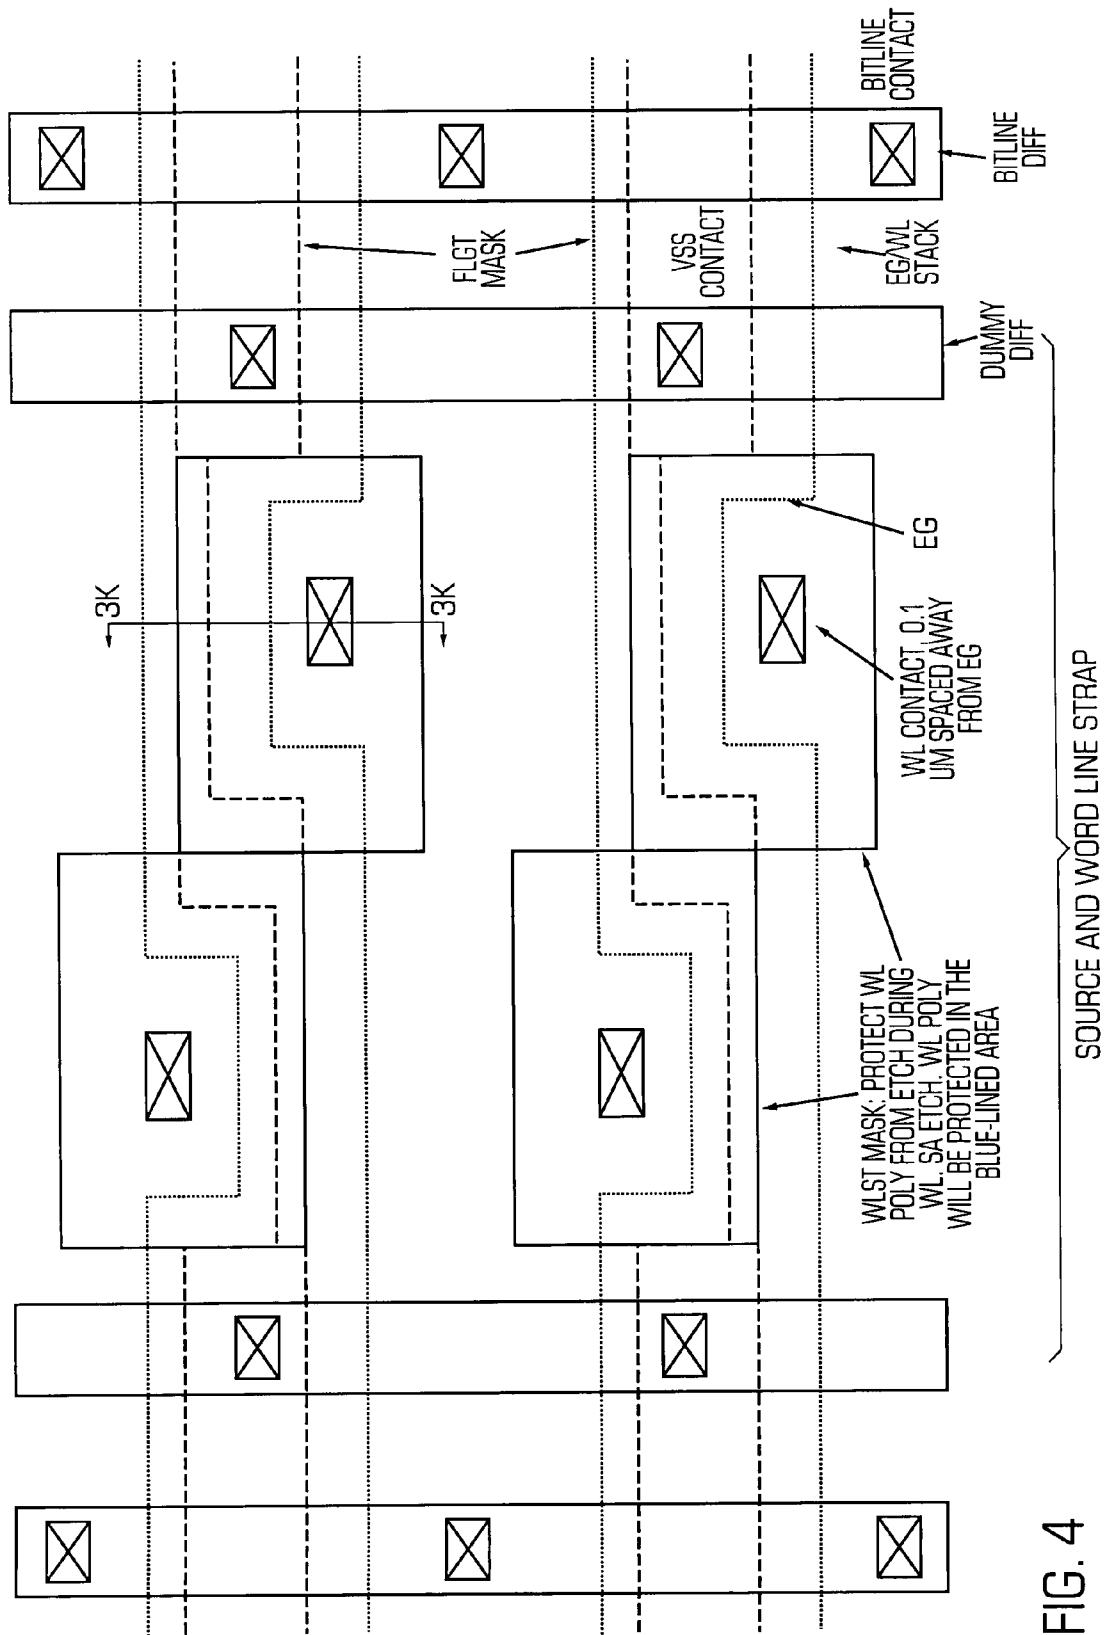 BITLINE
CONTACT
BITLINE
DIFF
FLGT
MASK
VSS
CONTACT
EG/WL
STACK
DUMMY
DIFF
3K
3K
EG
WL CONTACT, 0.1
UM SPACED AWAY
FROM EG
WLST MASK: PROTECT WL
POLY FROM ETCH DURING
WL. SA ETCH. WL POLY
WILL BE PROTECTED IN THE
BLUE-LINED AREA
SOURCE AND WORD LINE STRAP
FIG. 4